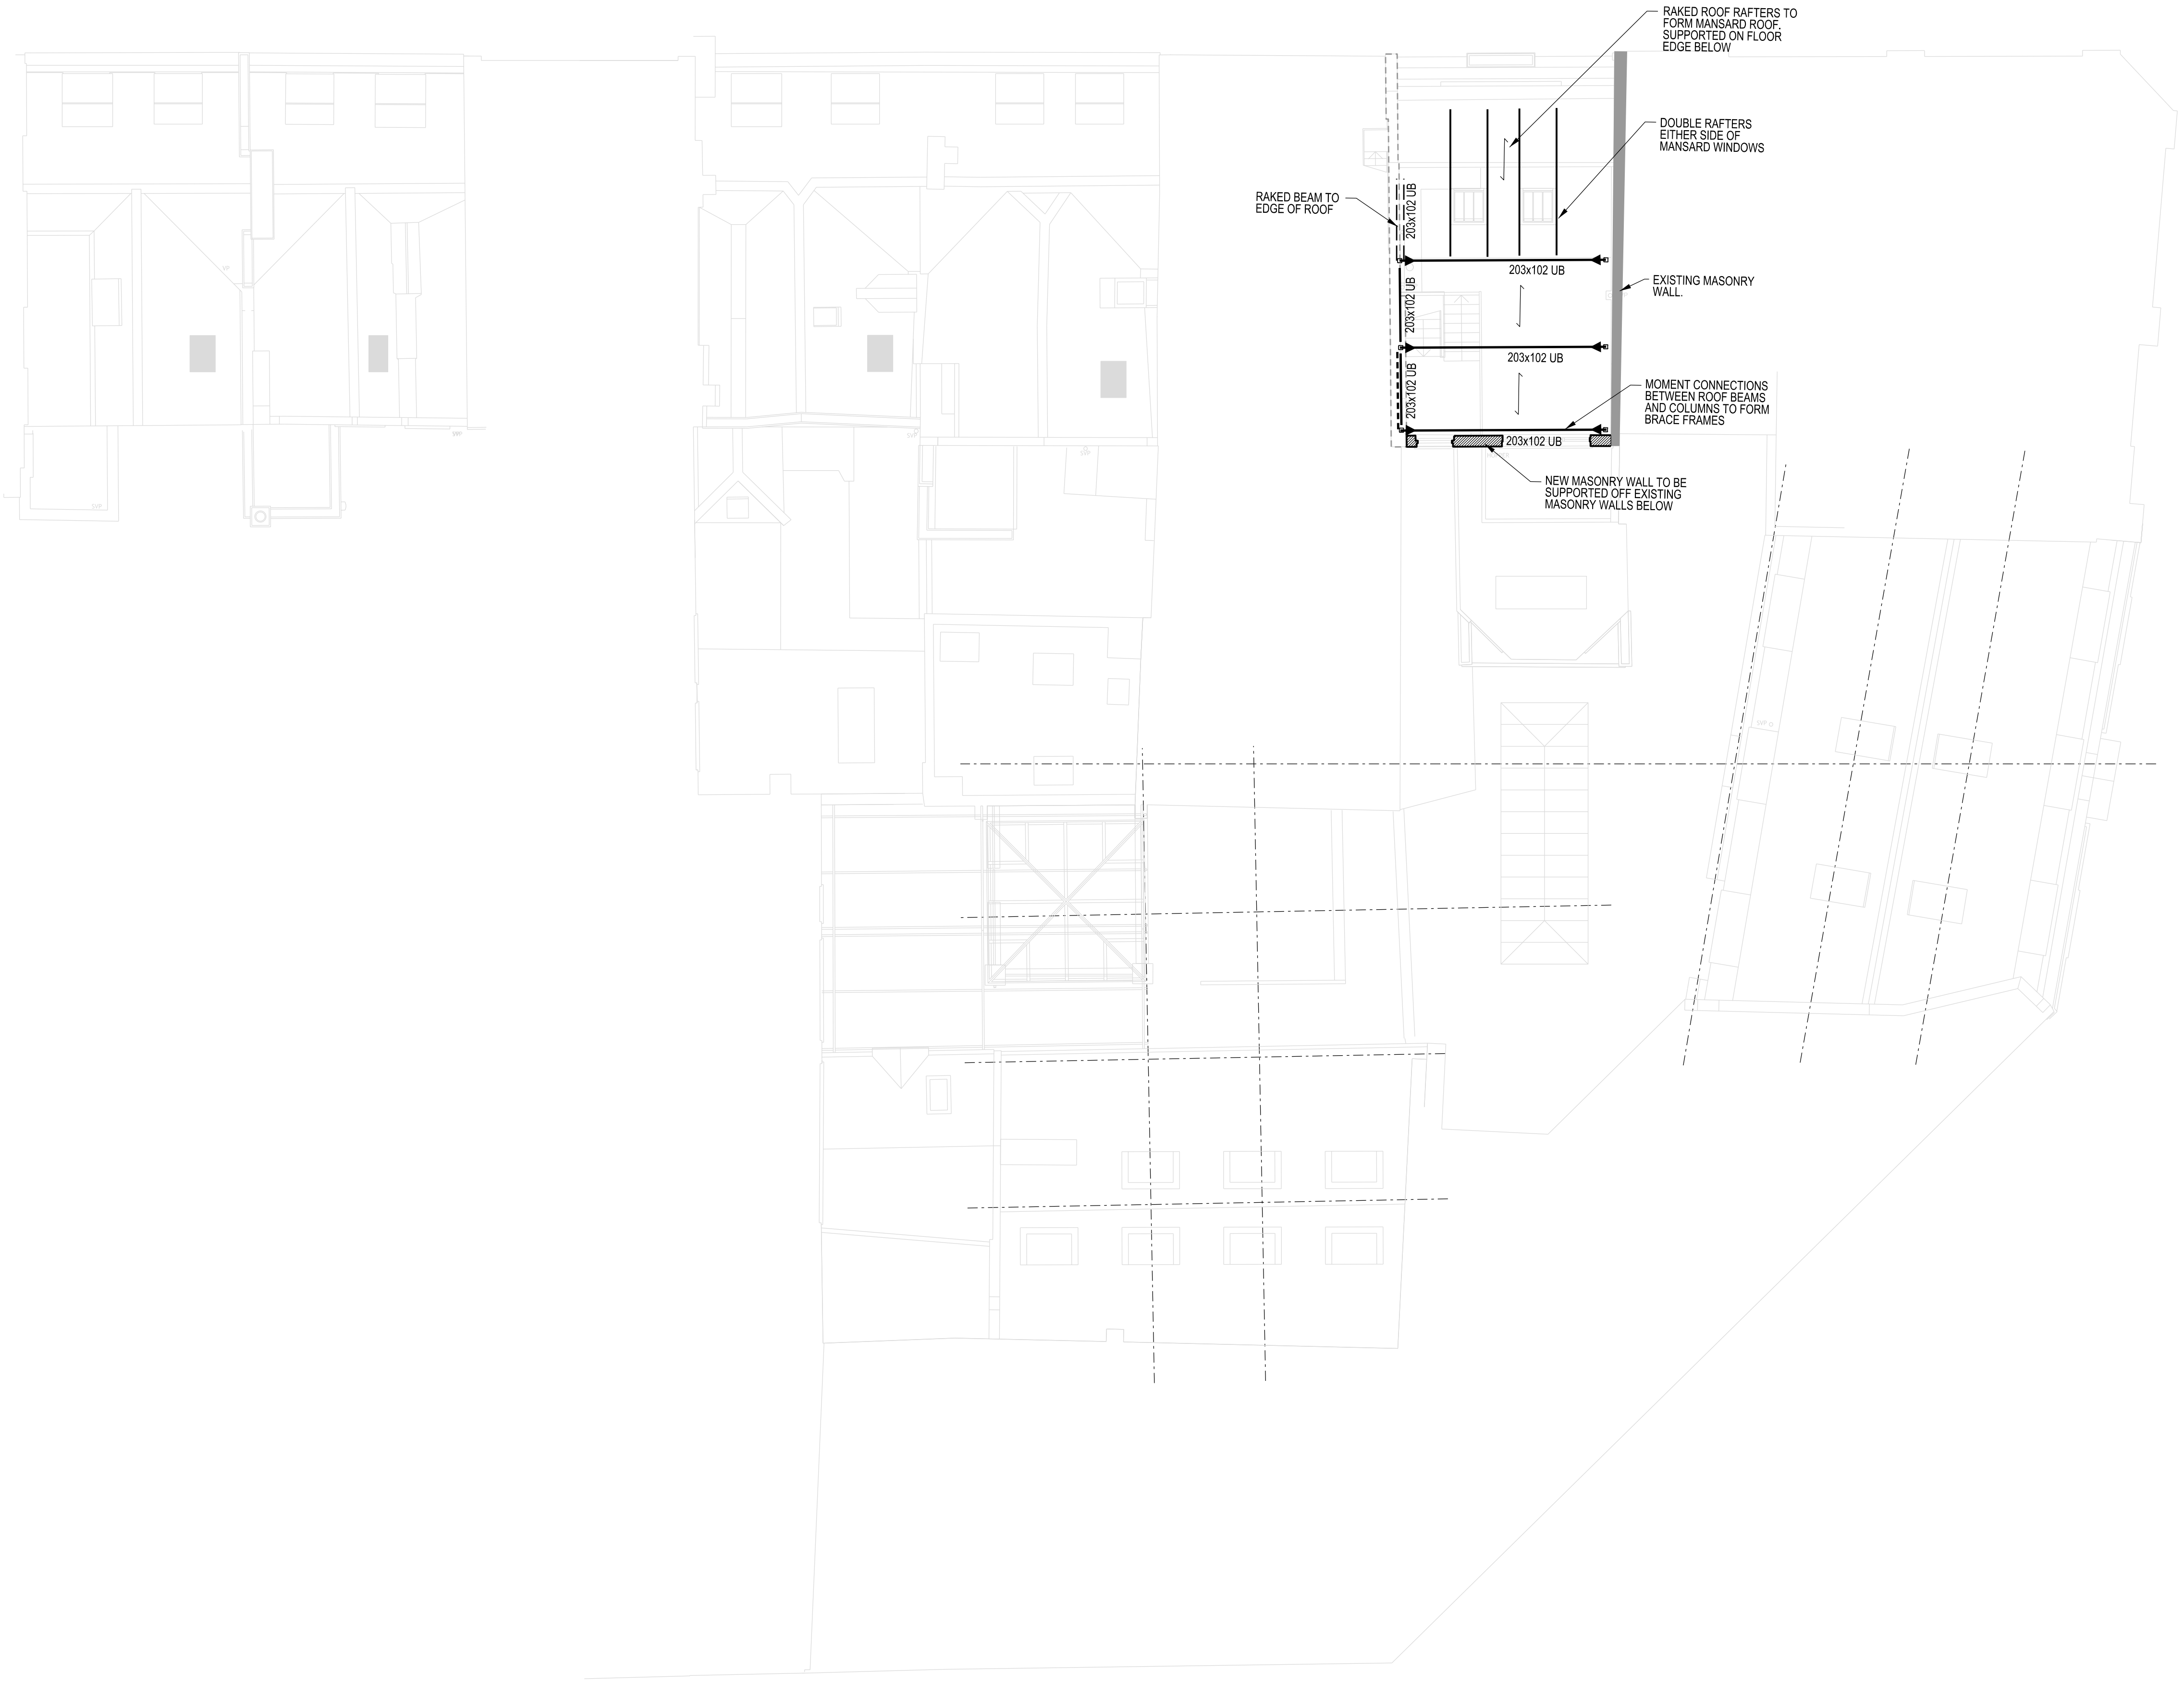 RAKED ROOF RAFTERS TO
FORM MANSARD ROOF.
SUPPORTED ON FLOOR
EDGE BELOW
DOUBLE RAFTERS
EITHER SIDE OF
MANSARD WINDOWS
RAKED BEAM TO
EDGE OF ROOF
203x102 UB
203x102 UB
EXISTING MASONRY
WALL.
203x102 UB
203x102 UB
203x102 UB
MOMENT CONNECTIONS
BETWEEN ROOF BEAMS
AND COLUMNS TO FORM
BRACE FRAMES
203x102 UB
NEW MASONRY WALL TO BE
SUPPORTED OFF EXISTING
MASONRY WALLS BELOW
SVP
SVP
SVP